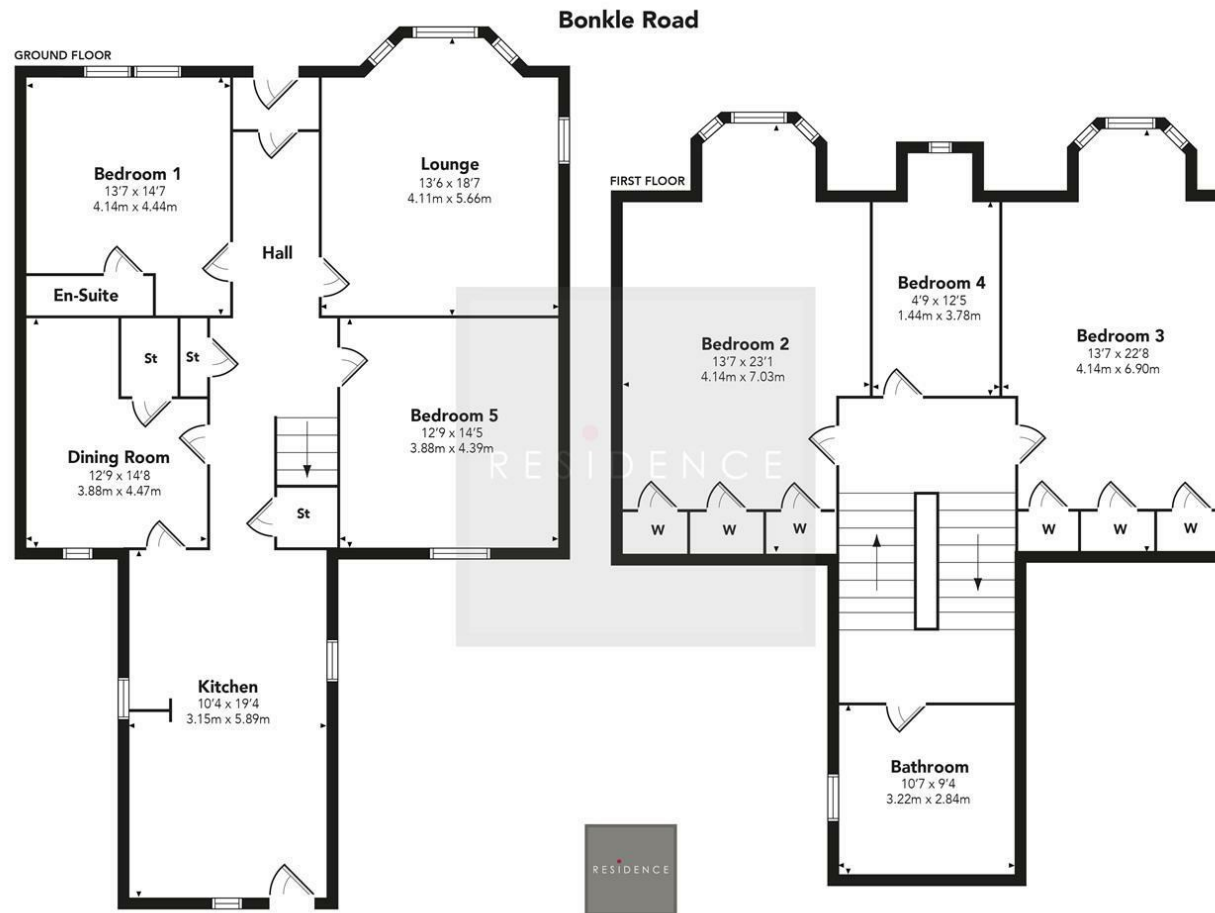 Bonkle Road
GROUND FLOOR
Bedroom 1
13'7 x 14'7
4.14m x 4.44m
Lounge
13'6 x 18'7
4.11m x 5.66m
Hall
En-Suite
St
St
Dining Room
12'9 x 14'8
3.88m x 4.47m
Bedroom 5
12'9 x 14'5
3.88m x 4.39m
St
Kitchen
10'4 x 19'4
3.15m x 5.89m
FIRST FLOOR
Bedroom 2
13'7 x 23'1
4.14m x 7.03m
Bedroom 4
4'9 x 12'5
1.44m x 3.78m
Bedroom 3
13'7 x 22'8
4.14m x 6.90m
W
W
W
W
W
W
Bathroom
10'7 x 9'4
3.22m x 2.84m
RESIDENCE
RESIDENCE